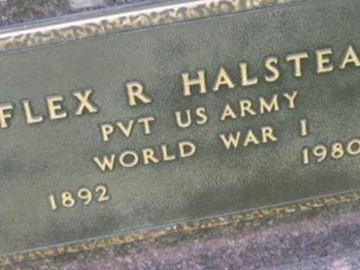 FLEX R HALSTEA
PVT US ARMY
WORLD WAR I
1892 1980